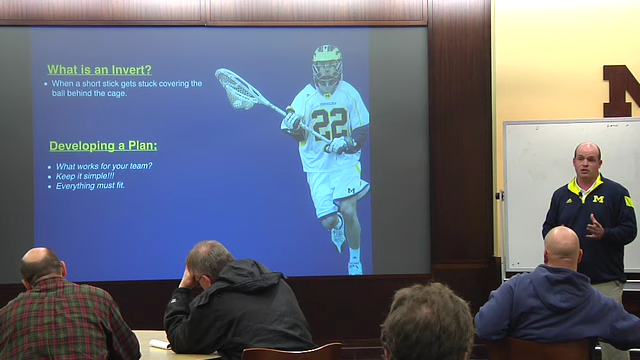 What is an Invert?
• When a short stick gets stuck covering the
ball behind the cage.
Developing a Plan:
• What works for your team?
• Keep it simple!!!
• Everything must fit.
22
M
M
M